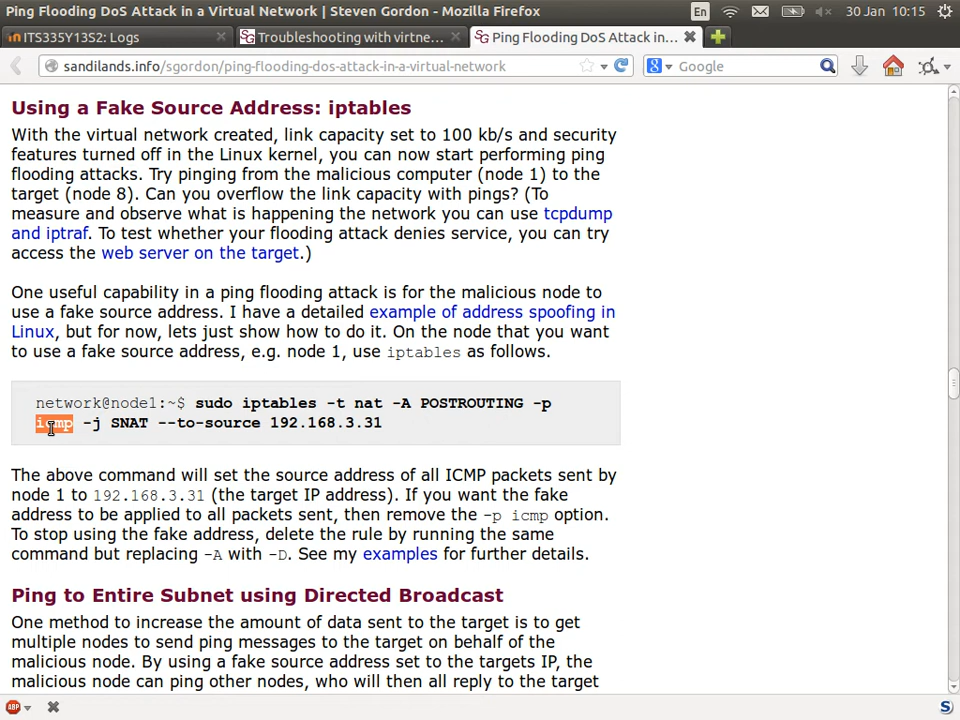 Ping Flooding DoS Attack in a Virtual Network | Steven Gordon - Mozilla Firefox
En
30 Jan 10:15
ITS335Y13S2: Logs
Troubleshooting with virtne...
Ping Flooding DoS Attack in...
sandilands.info/sgordon/ping-flooding-dos-attack-in-a-virtual-network
Google
Using a Fake Source Address: iptables
With the virtual network created, link capacity set to 100 kb/s and security
features turned off in the Linux kernel, you can now start performing ping
flooding attacks. Try pinging from the malicious computer (node 1) to the
target (node 8). Can you overflow the link capacity with pings? (To
measure and observe what is happening the network you can use tcpdump
and iptraf. To test whether your flooding attack denies service, you can try
access the web server on the target.)
One useful capability in a ping flooding attack is for the malicious node to
use a fake source address. I have a detailed example of address spoofing in
Linux, but for now, lets just show how to do it. On the node that you want
to use a fake source address, e.g. node 1, use iptables as follows.
network@node1:~$ sudo iptables -t nat -A POSTROUTING -p
icmp -j SNAT --to-source 192.168.3.31
The above command will set the source address of all ICMP packets sent by
node 1 to 192.168.3.31 (the target IP address). If you want the fake
address to be applied to all packets sent, then remove the -p icmp option.
To stop using the fake address, delete the rule by running the same
command but replacing -A with -D. See my examples for further details.
Ping to Entire Subnet using Directed Broadcast
One method to increase the amount of data sent to the target is to get
multiple nodes to send ping messages to the target on behalf of the
malicious node. By using a fake source address set to the targets IP, the
malicious node can ping other nodes, who will then all reply to the target
ABP
S